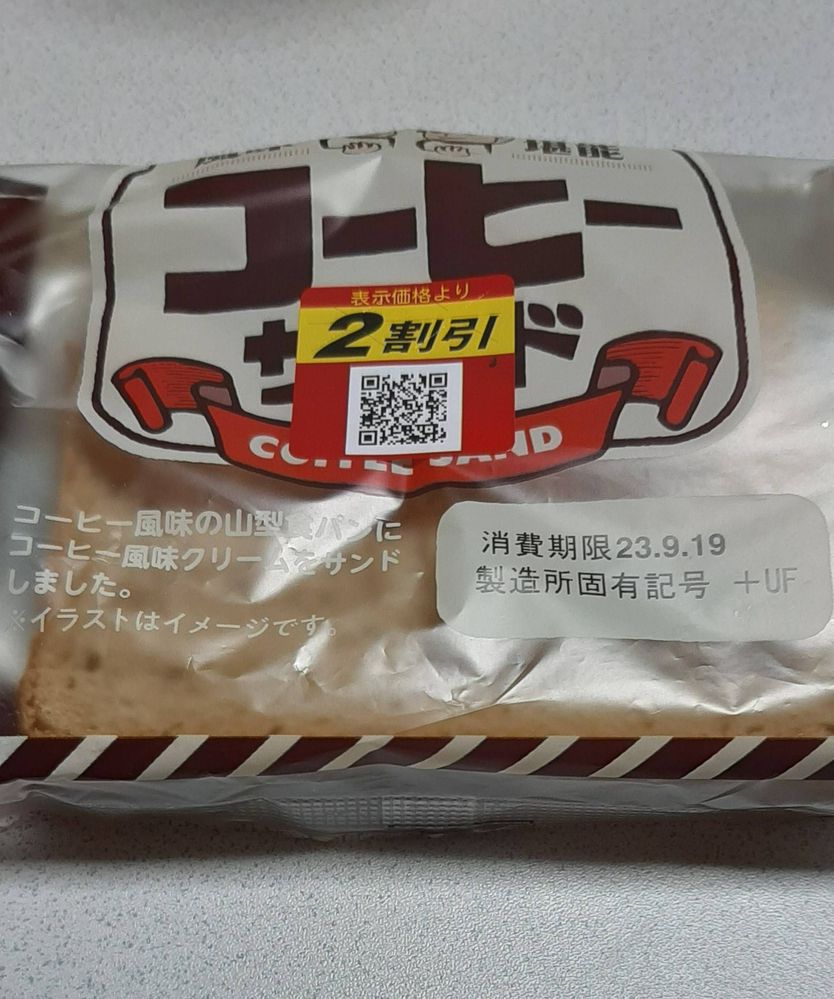 堪能
コーヒー
表示価格より
2割引
COFFEE SAND
コーヒー風味の山型食パンに
コーヒー風味クリームをサンド
しました。
※イラストはイメージです。
消費期限23.9.19
製造所固有記号 +UF